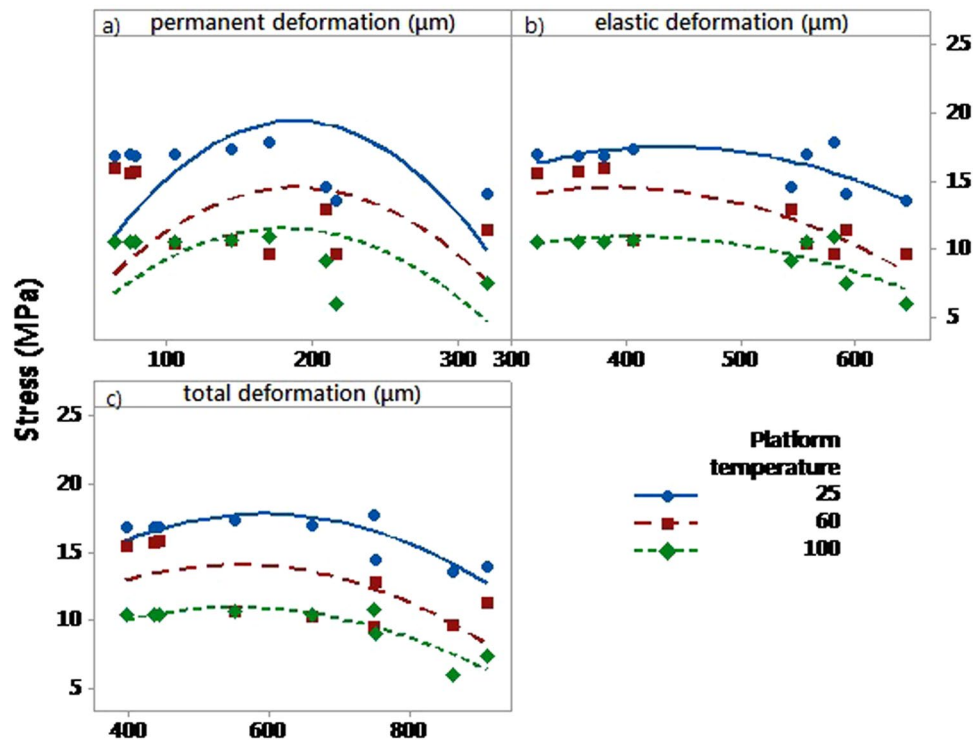 a) permanent deformation (µm)
b) elastic deformation (µm)
25
20
15
10
5
100 200 300
300 400 500 600
Stress (MPa)
c) total deformation (µm)
25
20
15
10
5
400 600 800
Platform
temperature
25
60
100